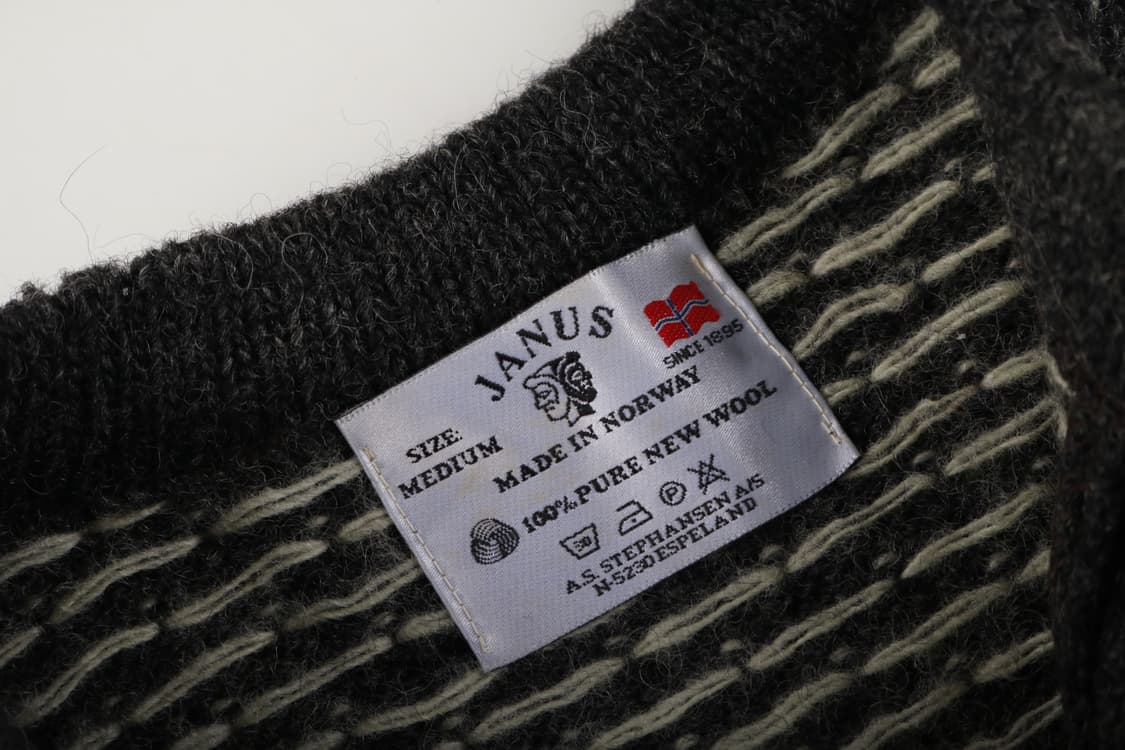 JANUS
SINCE 1895
SIZE:
MEDIUM
MADE IN NORWAY
100% PURE NEW WOOL
30
P
A.S. STEPHANSEN A/S
N-5230 ESPELAND